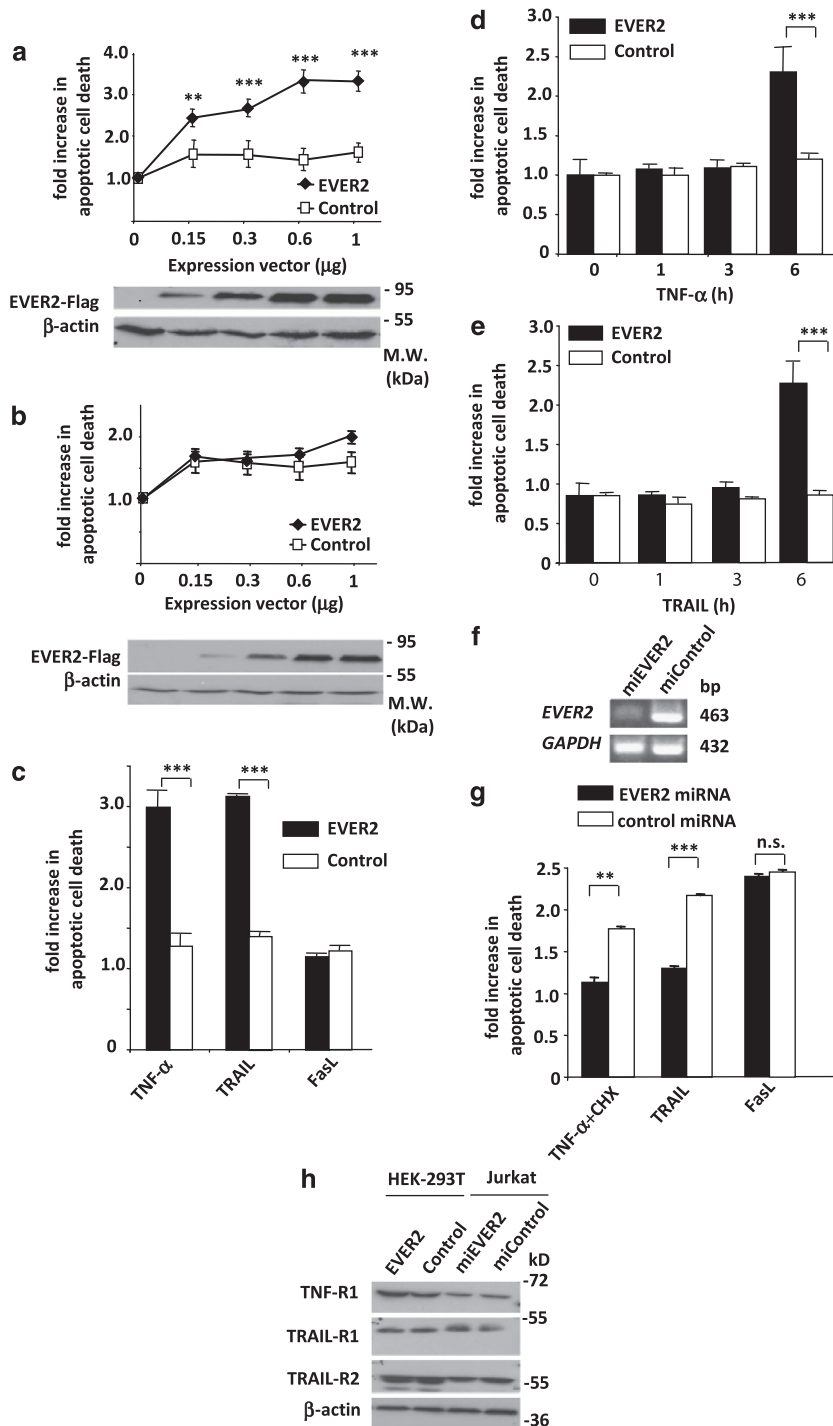 a
fold increase in
apoptotic cell death
4.0
3.0
2.0
1.0
** *** *** ***
EVER2
Control
0 0.15 0.3 0.6 1
Expression vector (μg)
EVER2-Flag
β-actin
- 95
- 55
M.W.
(kDa)
b
fold increase in
apoptotic cell death
2.0
1.0
EVER2
Control
0 0.15 0.3 0.6 1
Expression vector (μg)
EVER2-Flag
β-actin
- 95
- 55
M.W.
(kDa)
c
fold increase in
apoptotic cell death
3.0
2.0
1.0
0
*** ***
EVER2
Control
TNF-α TRAIL FasL
d
fold increase in
apoptotic cell death
3.0
2.5
2.0
1.5
1.0
0.5
0
EVER2
Control
***
0 1 3 6
TNF-α (h)
e
fold increase in
apoptotic cell death
3.0
2.5
2.0
1.5
1.0
0.5
0
EVER2
Control
***
0 1 3 6
TRAIL (h)
f
miEVER2 miControl
bp
EVER2 463
GAPDH 432
g
EVER2 miRNA
control miRNA
fold increase in
apoptotic cell death
2.5
2.0
1.5
1.0
0.5
0
** *** n.s.
TNF-α+CHX TRAIL FasL
h
HEK-293T Jurkat
EVER2 Control miEVER2 miControl
kD
TNF-R1
-72
-55
TRAIL-R1
TRAIL-R2
-55
β-actin
-36